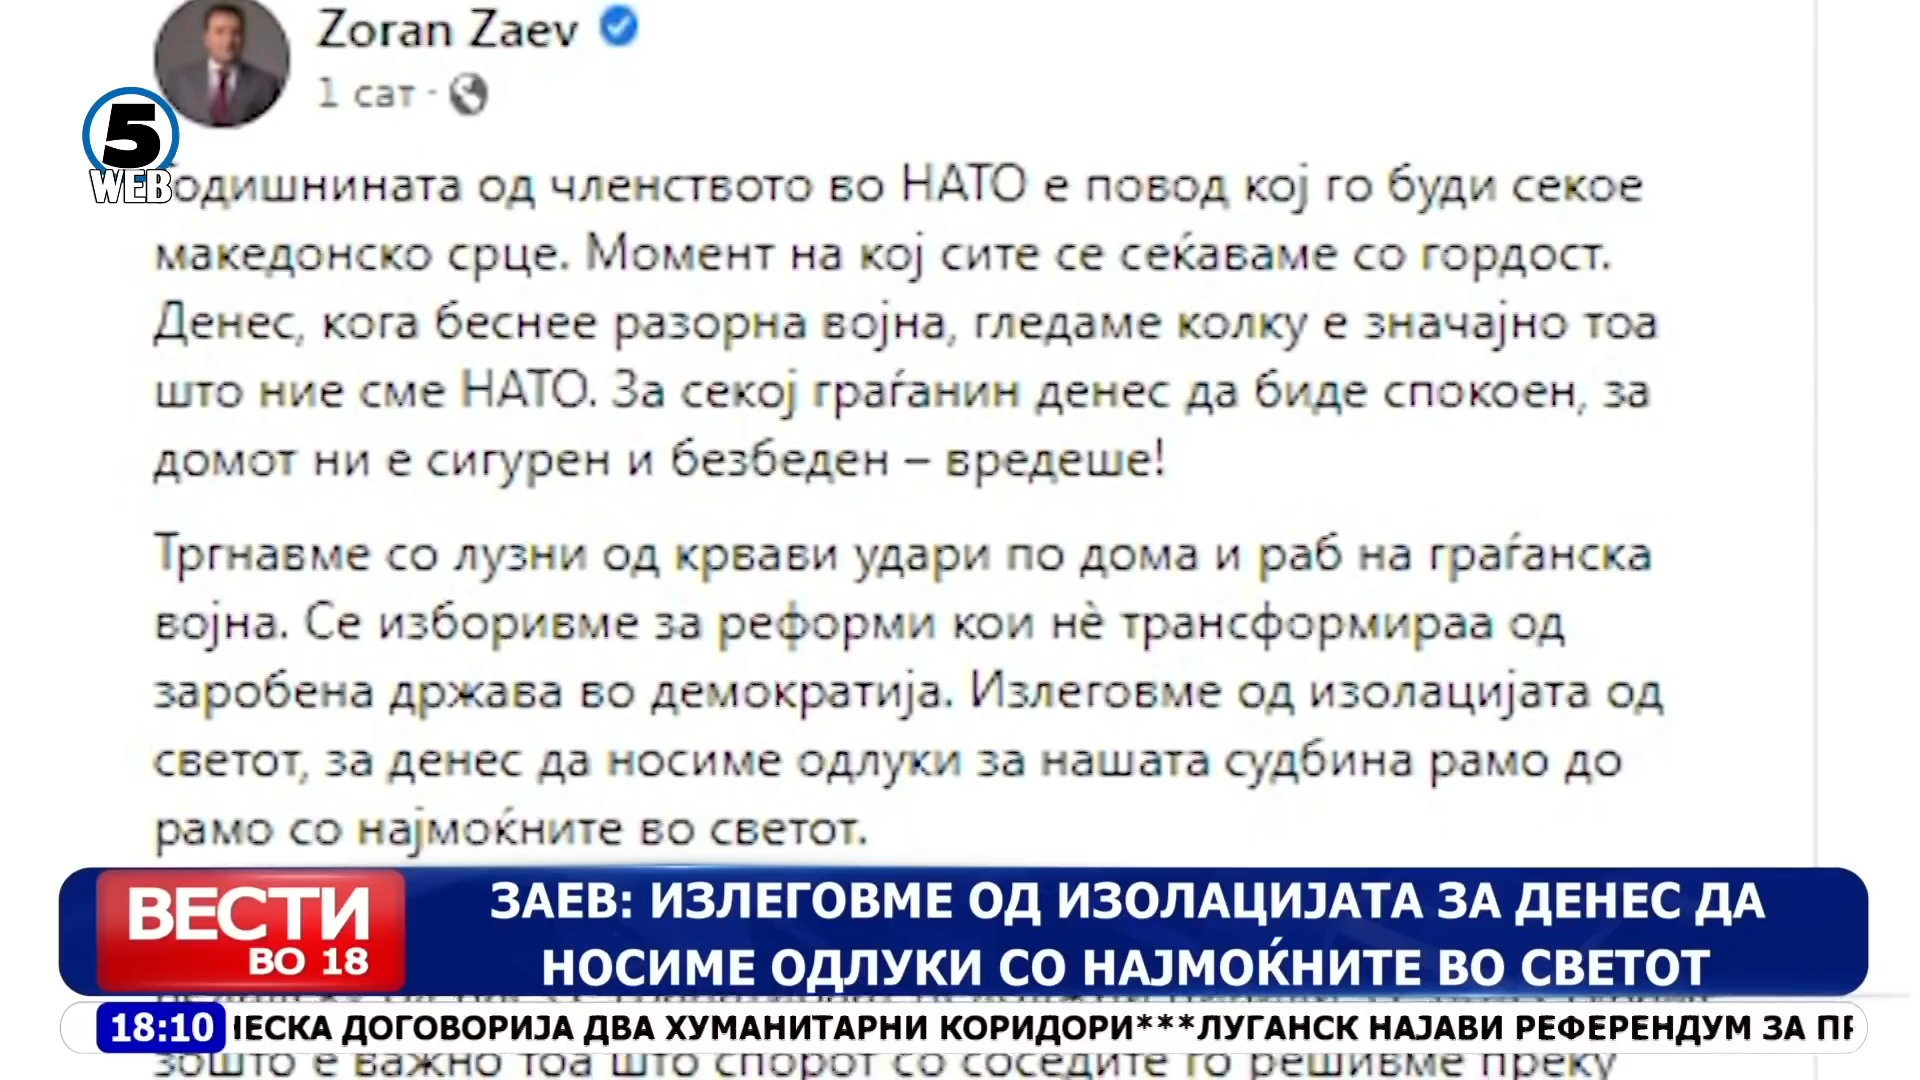 Zoran Zaev
1 сат ·
5
WEB
Годишнината од членството во НАТО е повод кој го буди секое
македонско срце. Момент на кој сите се сеќаваме со гордост.
Денес, кога беснее разорна војна, гледаме колку е значајно тоа
што ние сме НАТО. За секој граѓанин денес да биде спокоен, за
домот ни е сигурен и безбеден – вредеше!
Тргнавме со лузни од крвави удари по дома и раб на граѓанска
војна. Се изборивме за реформи кои нè трансформираа од
заробена држава во демократија. Излеговме од изолацијата од
светот, за денес да носиме одлуки за нашата судбина рамо до
рамо со најмоќните во светот.
ВЕСТИ
ВО 18
ЗАЕВ: ИЗЛЕГОВМЕ ОД ИЗОЛАЦИЈАТА ЗА ДЕНЕС ДА
НОСИМЕ ОДЛУКИ СО НАЈМОЌНИТЕ ВО СВЕТОТ
18:10 ЧЕСКА ДОГОВОРИЈА ДВА ХУМАНИТАРНИ КОРИДОРИ***ЛУГАНСК НАЈАВИ РЕФЕРЕНДУМ ЗА ПР
зошто е важно тоа што спорот со соседите го решивме преку